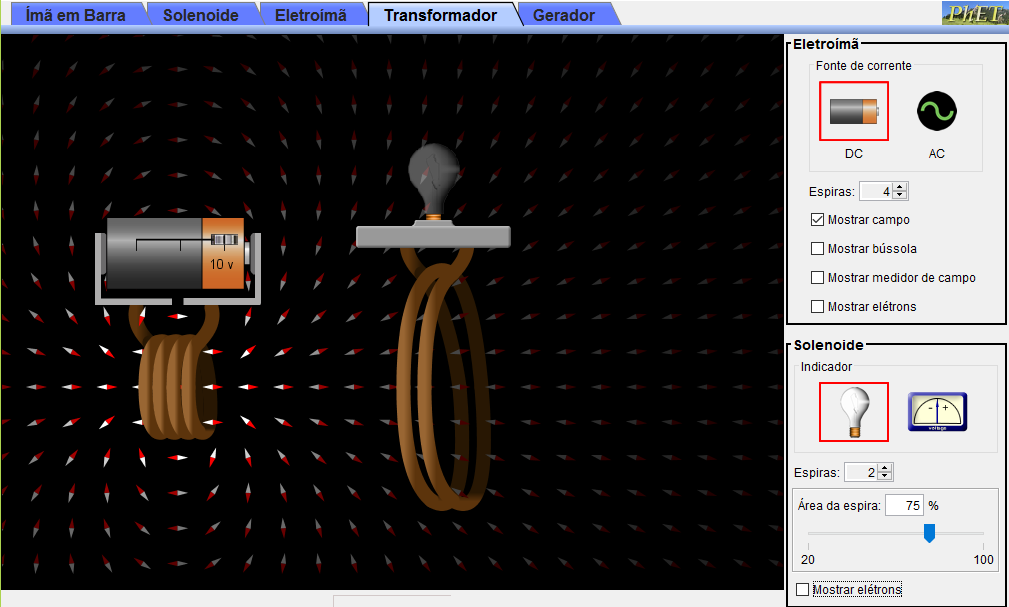 Ímã em Barra
Solenoide
Eletroímã
Transformador
Gerador
PhET
Eletroímã
Fonte de corrente
DC
AC
Espiras: 4
Mostrar campo
Mostrar bússola
Mostrar medidor de campo
Mostrar elétrons
10 v
Solenoide
Indicador
- +
voltage
Espiras: 2
Área da espira: 75 %
20 100
Mostrar elétrons